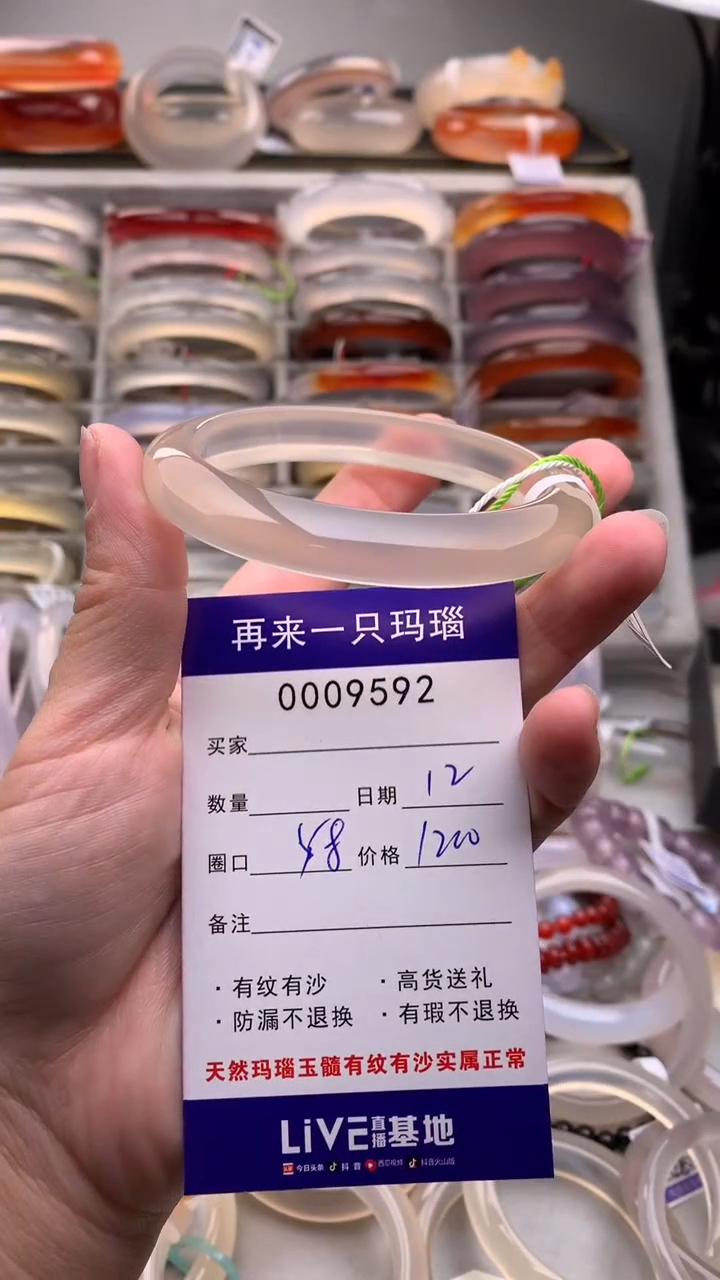 再来一只玛瑙
0009592
买家
数量 日期 12
圈口 58 价格 1200
备注
· 有纹有沙 · 高货送礼
· 防漏不退换 · 有瑕不退换
天然玛瑙玉髓有纹有沙实属正常
LiVE直播基地
今日头条 抖音 西瓜视频 抖音火山版